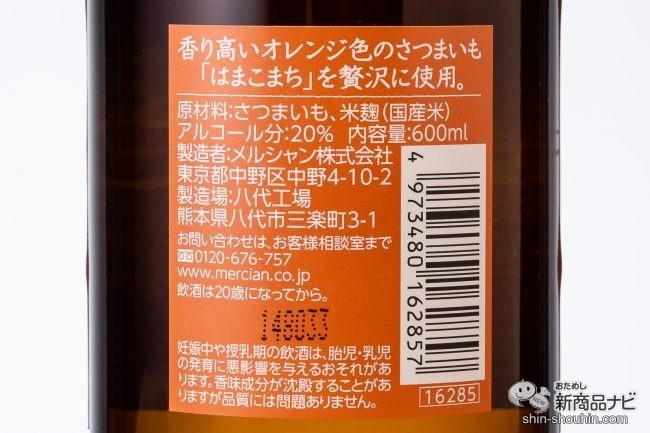 香り高いオレンジ色のさつまいも
「はまこまち」を贅沢に使用。
原材料:さつまいも、米麹(国産米)
アルコール分:20% 内容量:600ml
製造者:メルシャン株式会社
東京都中野区中野4-10-2
製造場:八代工場
熊本県八代市三楽町3-1
お問い合わせは、お客様相談室まで
0120-676-757
www.mercian.co.jp
飲酒は20歳になってから。
148033
妊娠中や授乳期の飲酒は、胎児・乳児
の発育に悪影響を与えるおそれがあ
ります。香味成分が沈殿することがあ
りますが品質には問題ありません。
4 973480 162857
16285
おためし
新商品ナビ
shin-shouhin.com